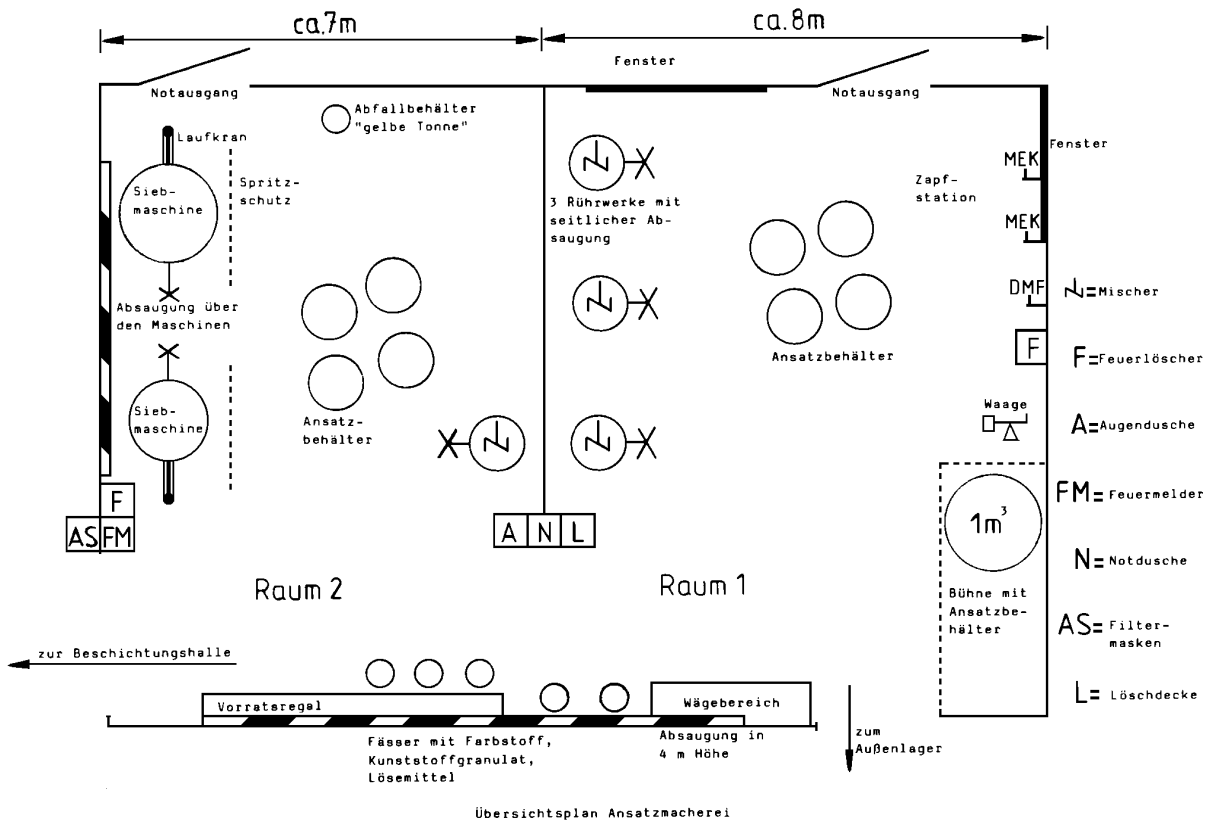 ca.7m
ca.8m
Fenster
Notausgang
Notausgang
Abfallbehälter
"gelbe Tonne"
Laufkran
Fenster
MEK
Sieb-
maschine
Spritz-
schutz
Zapf-
station
3 Rührwerke mit
seitlicher Ab-
saugung
MEK
DMF
=Mischer
Absaugung über
den Maschinen
F
F=Feuerlöscher
Ansatzbehälter
Sieb-
maschine
Ansatz-
behälter
Waage
A=Augendusche
F
AS FM
A N L
1m³
FM=Feuermelder
N=Notdusche
Raum 2
Raum 1
Bühne mit
Ansatzbe-
hälter
AS=Filter-
masken
zur Beschichtungshalle
L=Löschdecke
Vorratsregal
Wägebereich
Fässer mit Farbstoff,
Kunststoffgranulat,
Lösemittel
Absaugung in
4 m Höhe
zum
Außenlager
Übersichtsplan Ansatzmacherei